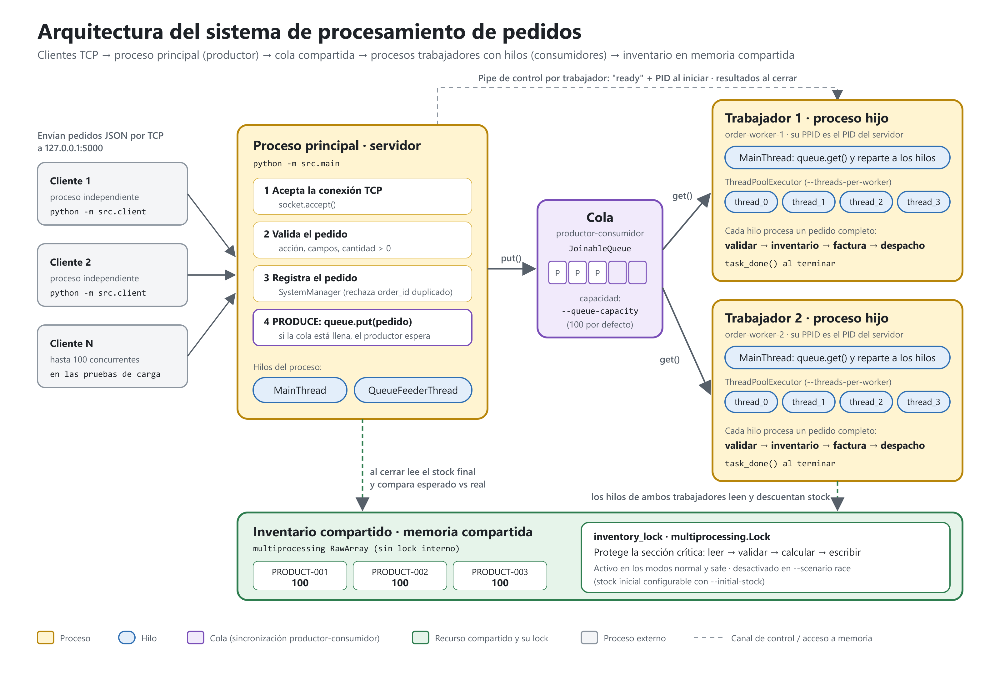 Arquitectura del sistema de procesamiento de pedidos
Clientes TCP → proceso principal (productor) → cola compartida → procesos trabajadores con hilos (consumidores) → inventario en memoria compartida
Pipe de control por trabajador: "ready" + PID al iniciar · resultados al cerrar
Envían pedidos JSON por TCP
a 127.0.0.1:5000
Cliente 1
proceso independiente
python -m src.client
Cliente 2
proceso independiente
python -m src.client
Cliente N
hasta 100 concurrentes
en las pruebas de carga
Proceso principal · servidor
python -m src.main
1 Acepta la conexión TCP
socket.accept()
2 Valida el pedido
acción, campos, cantidad > 0
3 Registra el pedido
SystemManager (rechaza order_id duplicado)
4 PRODUCE: queue.put(pedido)
si la cola está llena, el productor espera
Hilos del proceso:
MainThread
QueueFeederThread
put()
Cola
productor-consumidor
JoinableQueue
P
P
P
capacidad:
--queue-capacity
(100 por defecto)
get()
get()
Trabajador 1 · proceso hijo
order-worker-1 · su PPID es el PID del servidor
MainThread: queue.get() y reparte a los hilos
ThreadPoolExecutor (--threads-per-worker)
thread_0
thread_1
thread_2
thread_3
Cada hilo procesa un pedido completo:
validar → inventario → factura → despacho
task_done() al terminar
Trabajador 2 · proceso hijo
order-worker-2 · su PPID es el PID del servidor
MainThread: queue.get() y reparte a los hilos
ThreadPoolExecutor (--threads-per-worker)
thread_0
thread_1
thread_2
thread_3
Cada hilo procesa un pedido completo:
validar → inventario → factura → despacho
task_done() al terminar
al cerrar lee el stock final
y compara esperado vs real
los hilos de ambos trabajadores leen y descuentan stock
Inventario compartido · memoria compartida
multiprocessing RawArray (sin lock interno)
PRODUCT-001
100
PRODUCT-002
100
PRODUCT-003
100
inventory_lock · multiprocessing.Lock
Protege la sección crítica: leer → validar → calcular → escribir
Activo en los modos normal y safe · desactivado en --scenario race
(stock inicial configurable con --initial-stock)
Proceso
Hilo
Cola (sincronización productor-consumidor)
Recurso compartido y su lock
Proceso externo
Canal de control / acceso a memoria